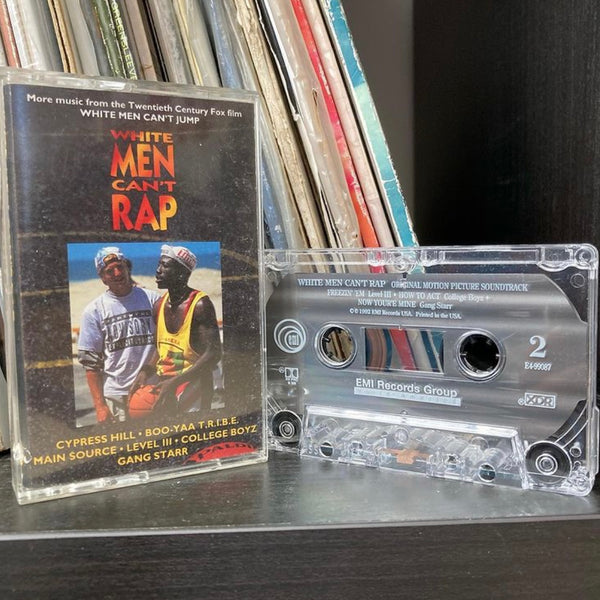 More music from the Twentieth Century Fox film
WHITE MEN CAN'T JUMP
WHITE
MEN
CAN'T
RAP
CYPRESS HILL • BOO-YAA T.R.I.B.E.
MAIN SOURCE • LEVEL III • COLLEGE BOYZ
GANG STARR
WHITE MEN CAN'T RAP ORIGINAL MOTION PICTURE SOUNDTRACK
FREEZIN' 'EM Level III • HOW TO ACT College Boyz •
NOW YOU'RE MINE Gang Starr
© 1992 EMI Records USA. Printed in the USA.
emi
2
E4-99087
EMI Records Group
XDR